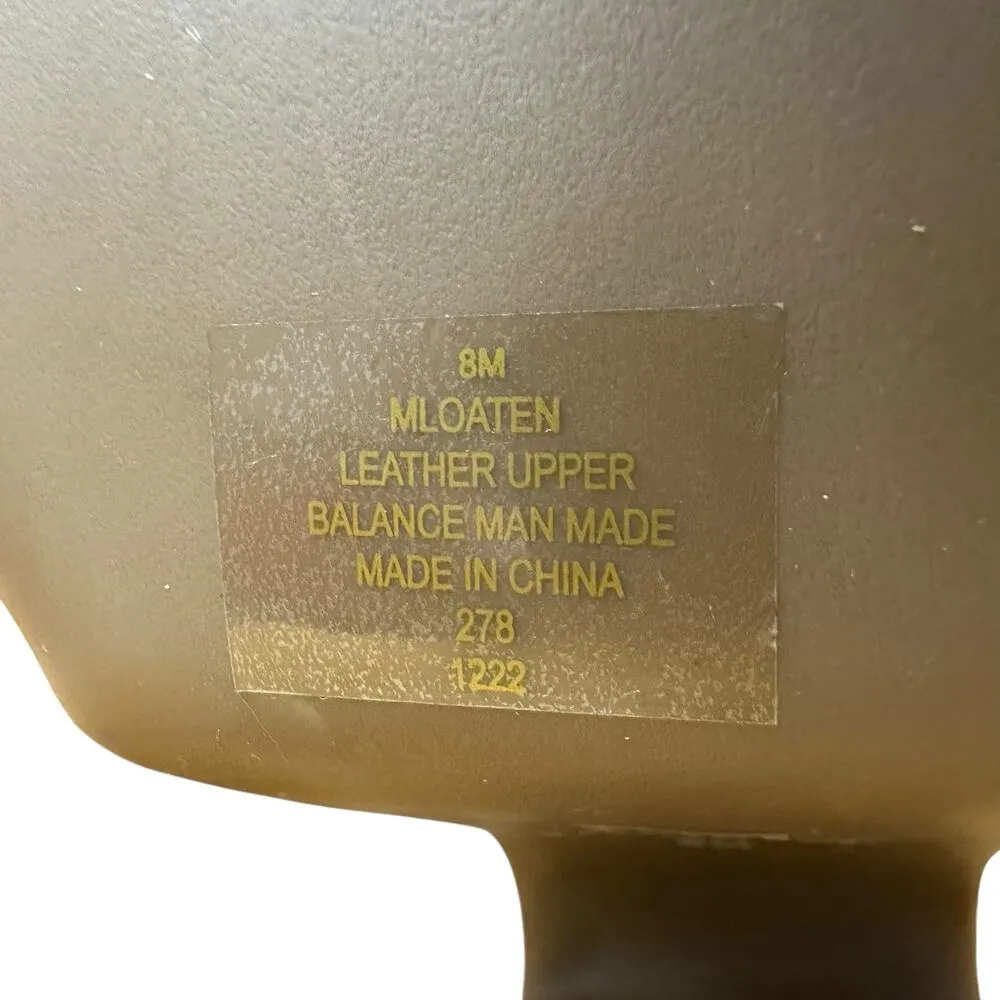 8M
MLOATEN
LEATHER UPPER
BALANCE MAN MADE
MADE IN CHINA
278
1222